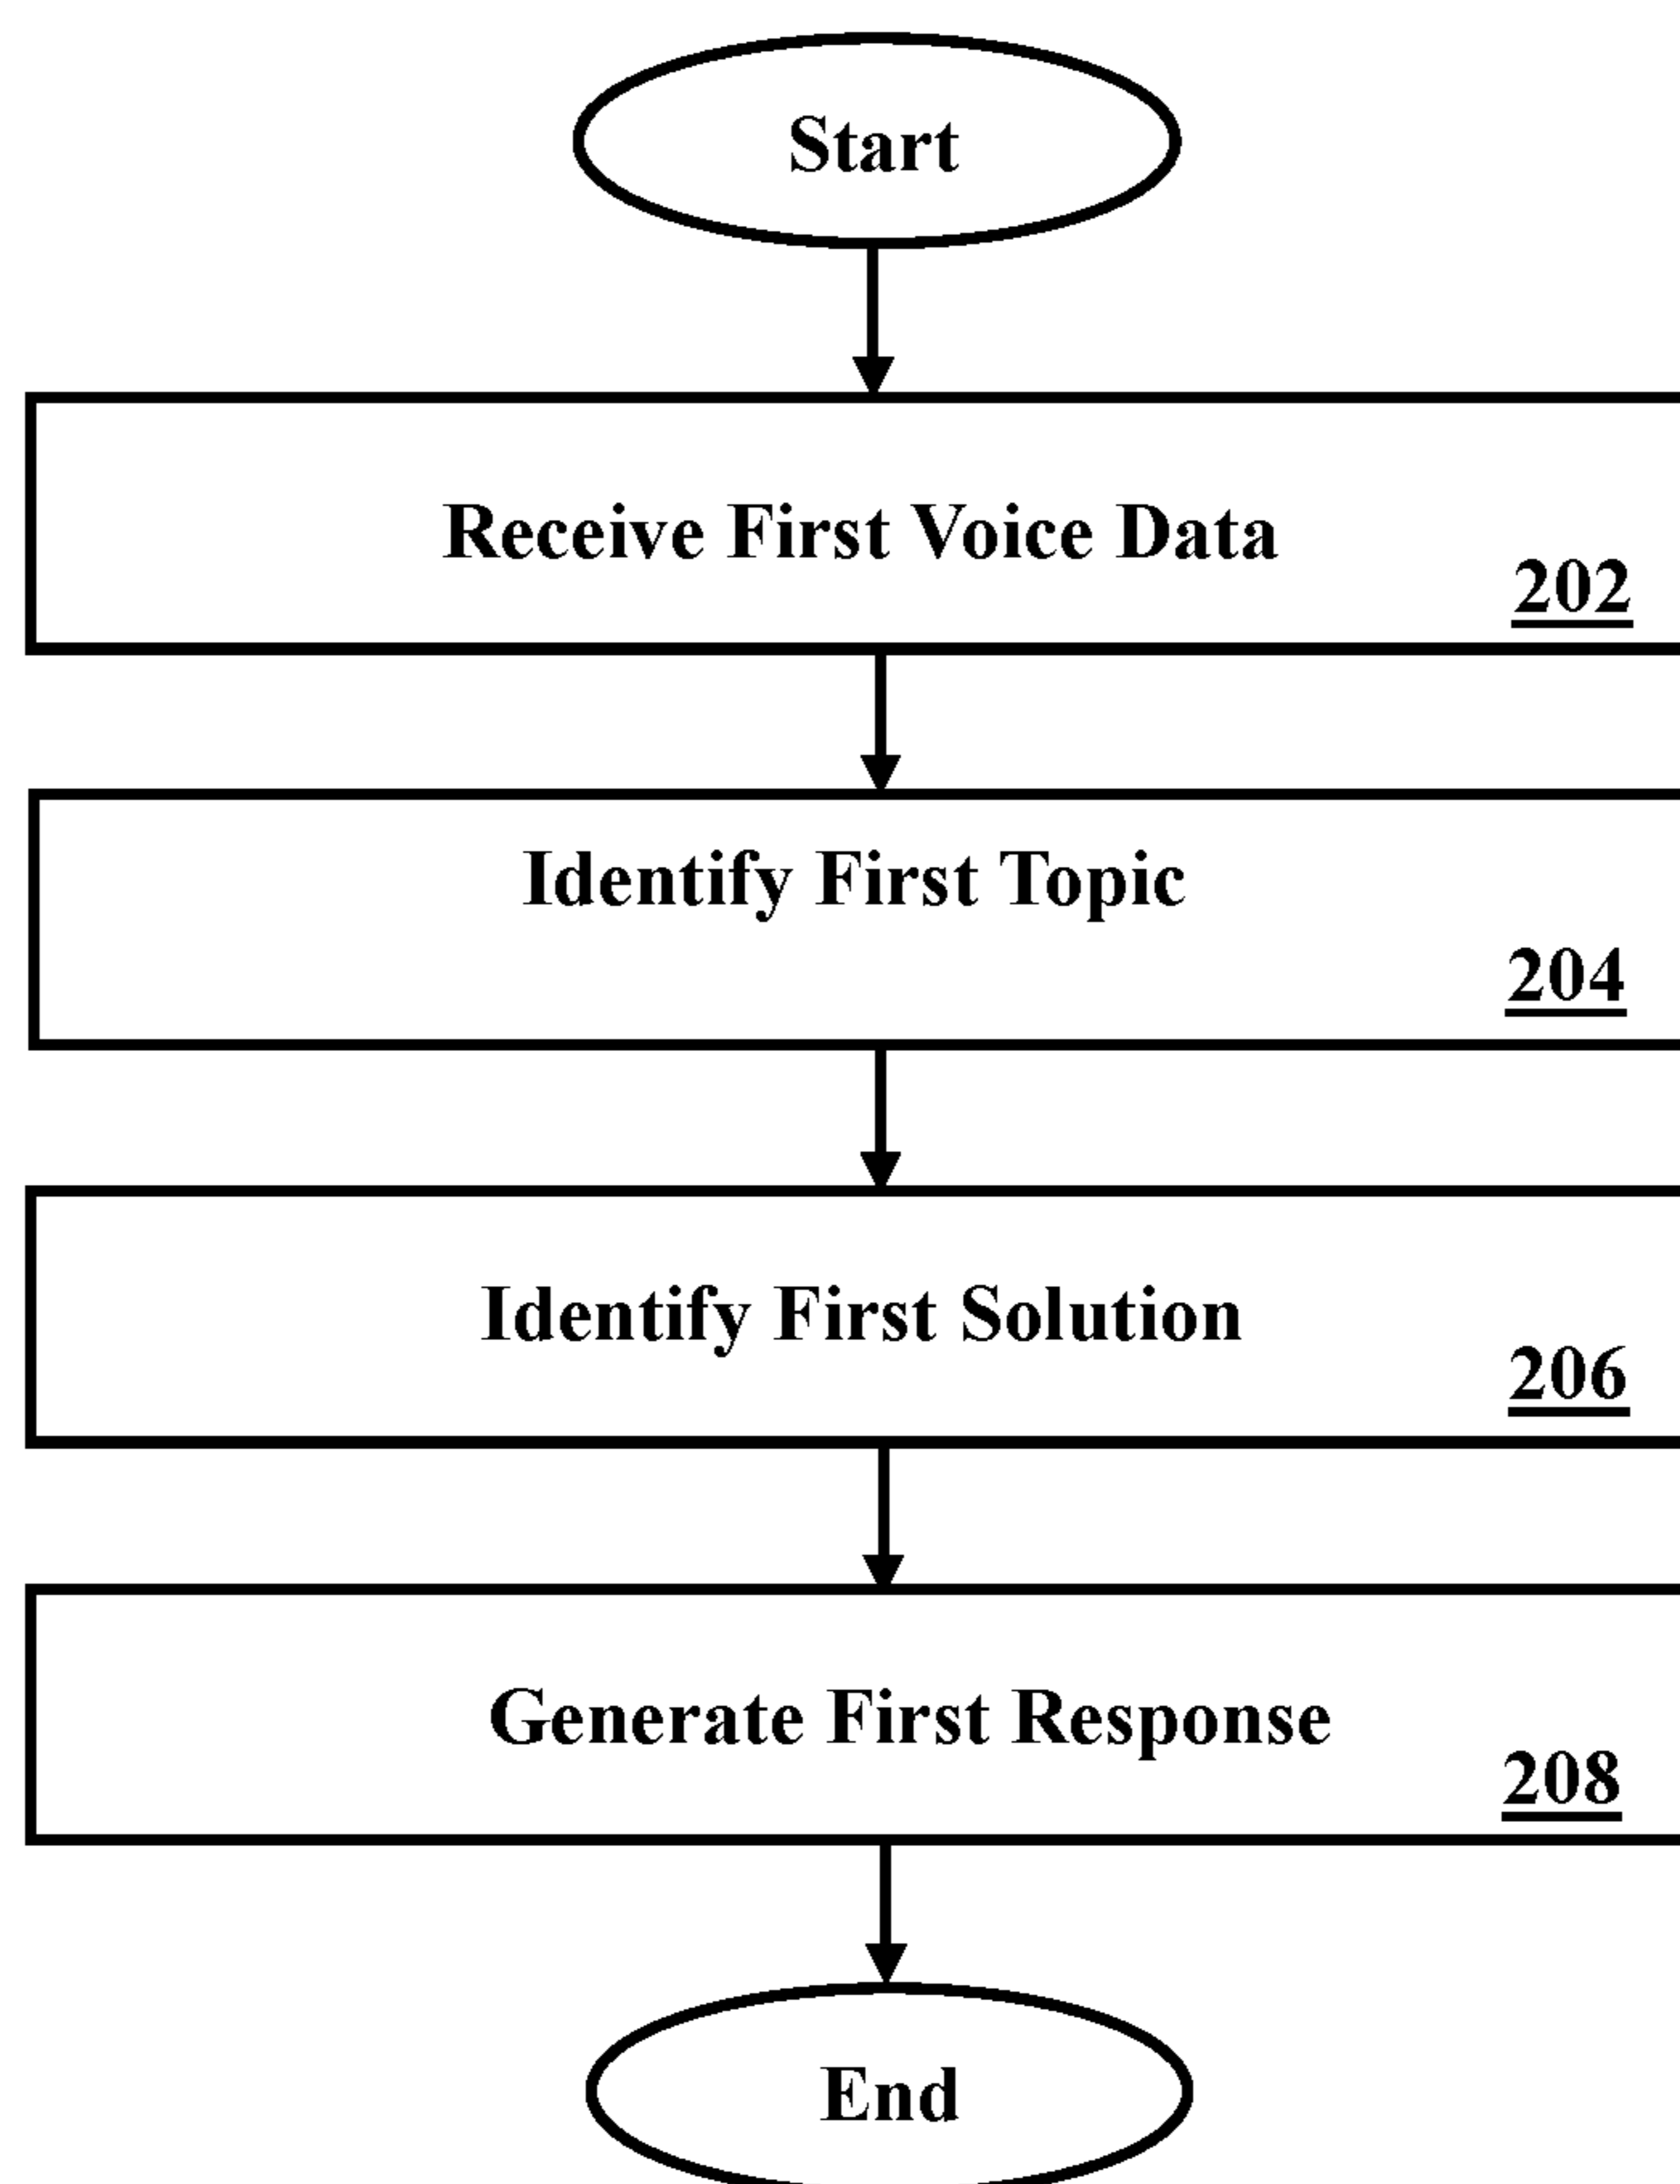 Start
Receive First Voice Data
202
Identify First Topic
204
Identify First Solution
206
Generate First Response
208
End